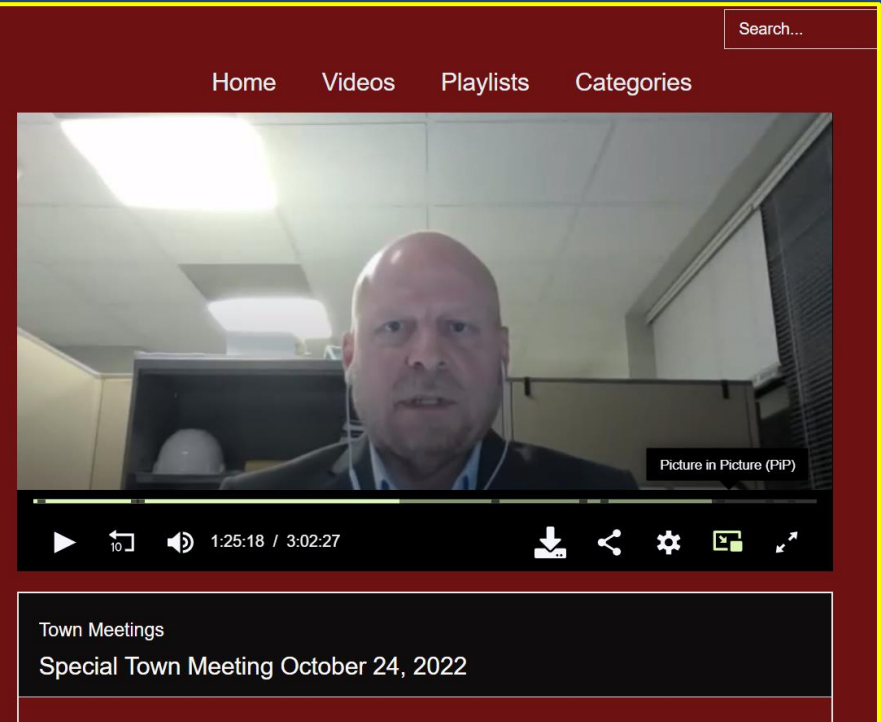 Search...
Home Videos Playlists Categories
Picture in Picture (PiP)
10
1:25:18 / 3:02:27
Town Meetings
Special Town Meeting October 24, 2022